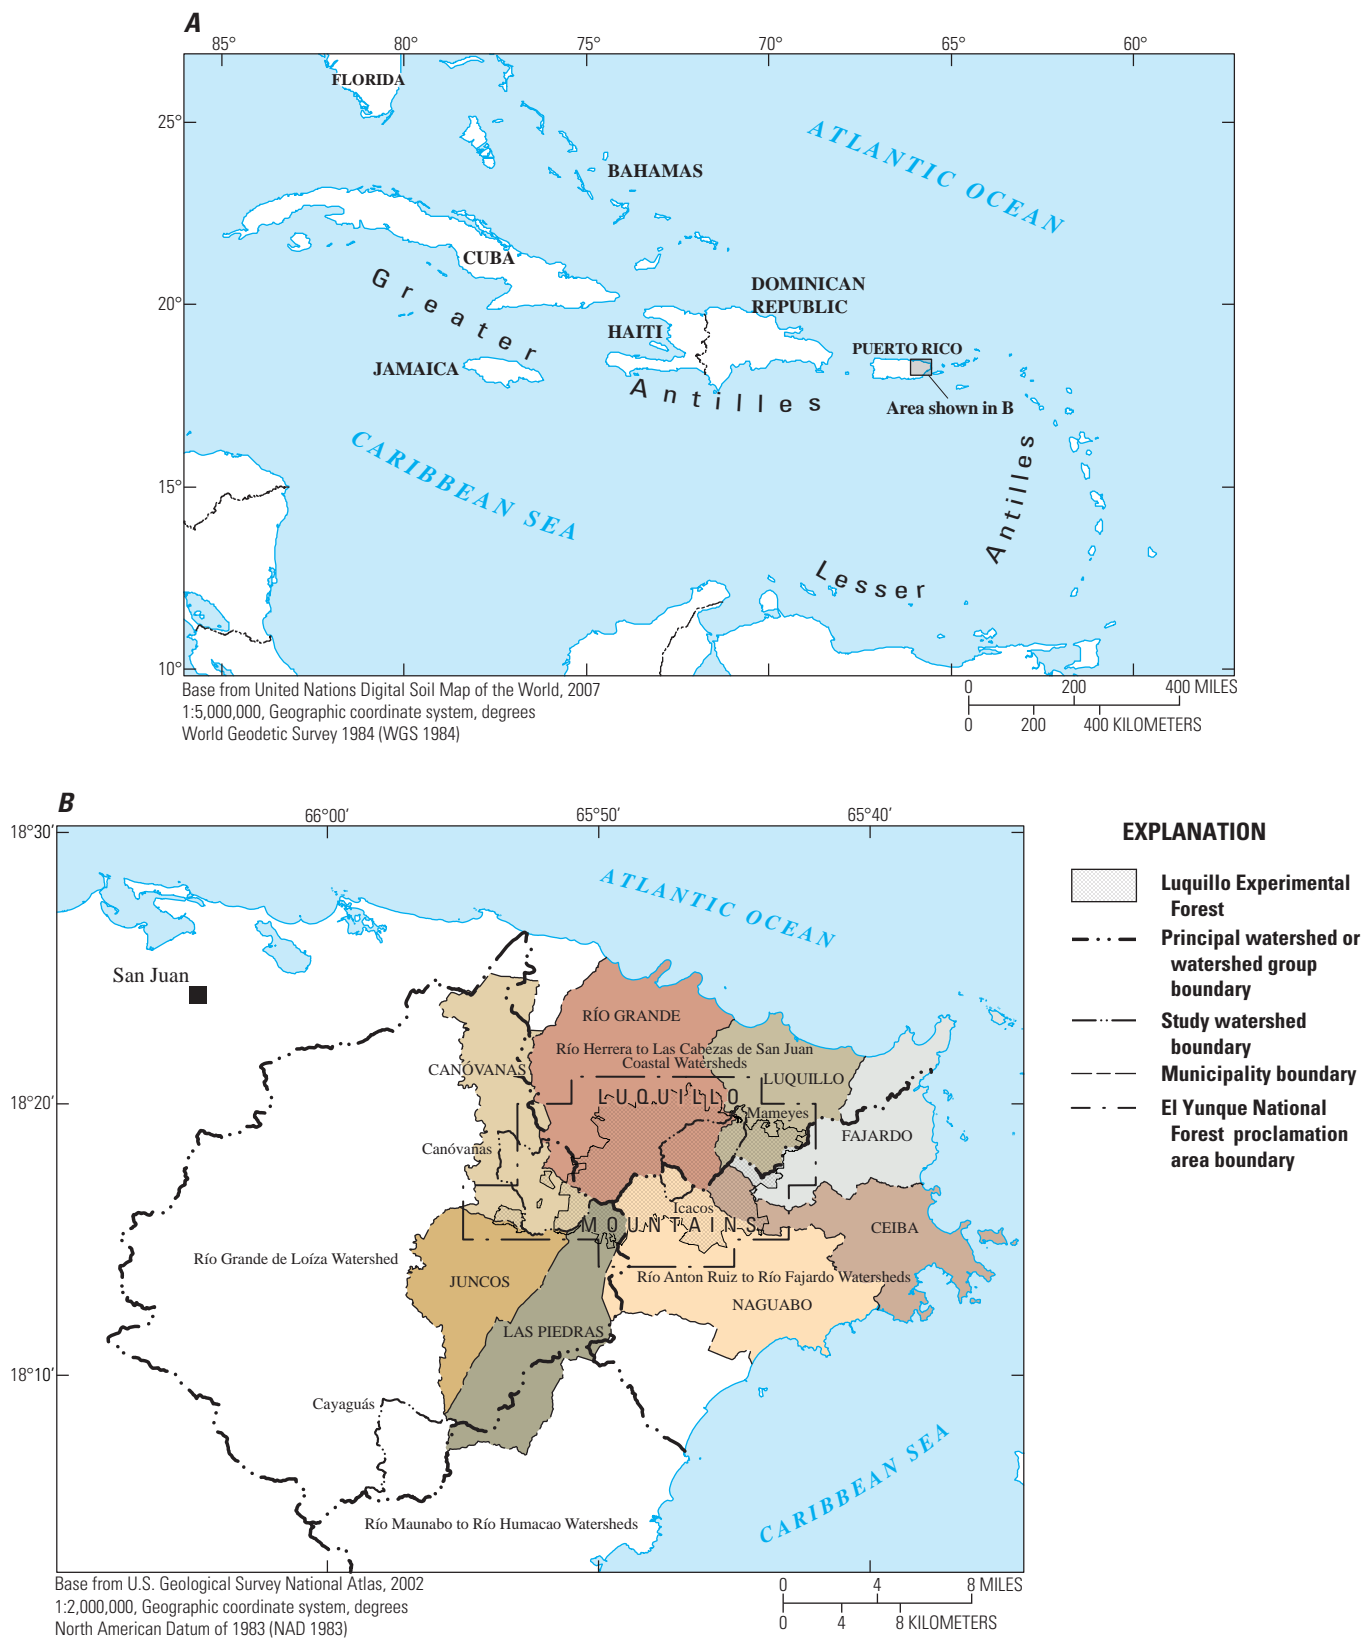 A
85°
80°
75°
70°
65°
60°
FLORIDA
25°
ATLANTIC OCEAN
BAHAMAS
CUBA
Greater
DOMINICAN
REPUBLIC
20°
HAITI
PUERTO RICO
JAMAICA
Antilles
Area shown in B
CARIBBEAN SEA
15°
Antilles
Lesser
10°
Base from United Nations Digital Soil Map of the World, 2007
1:5,000,000, Geographic coordinate system, degrees
World Geodetic Survey 1984 (WGS 1984)
0 200 400 MILES
0 200 400 KILOMETERS
B
66°00′
65°50′
65°40′
18°30′
ATLANTIC OCEAN
San Juan
RÍO GRANDE
Río Herrera to Las Cabezas de San Juan
Coastal Watersheds
CANÓVANAS
LUQUILLO
LUQUILLO
18°20′
Mameyes
FAJARDO
Canóvanas
Icacos
MOUNTAINS
CEIBA
Río Grande de Loíza Watershed
JUNCOS
Río Anton Ruiz to Río Fajardo Watersheds
NAGUABO
LAS PIEDRAS
18°10′
Cayaguás
CARIBBEAN SEA
Río Maunabo to Río Humacao Watersheds
Base from U.S. Geological Survey National Atlas, 2002
1:2,000,000, Geographic coordinate system, degrees
North American Datum of 1983 (NAD 1983)
0 4 8 MILES
0 4 8 KILOMETERS
EXPLANATION
Luquillo Experimental
Forest
Principal watershed or
watershed group
boundary
Study watershed
boundary
Municipality boundary
El Yunque National
Forest proclamation
area boundary